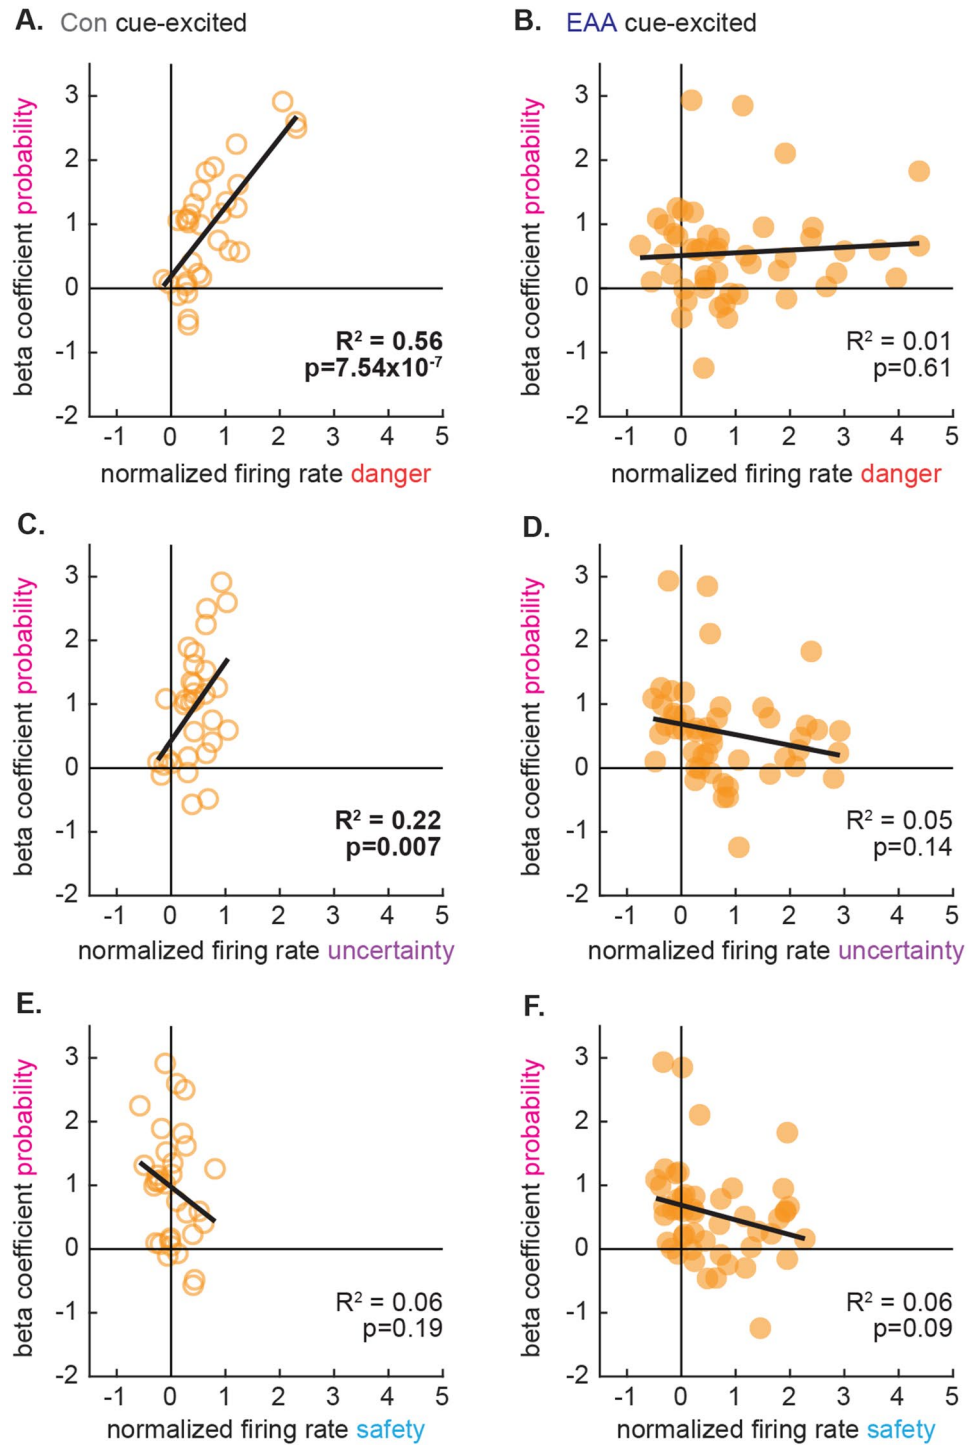 A. Con cue-excited
beta coefficient probability
3
2
1
0
-1
-2
R² = 0.56
p=7.54x10⁻⁷
-1 0 1 2 3 4 5
normalized firing rate danger
B. EAA cue-excited
beta coefficient probability
3
2
1
0
-1
-2
R² = 0.01
p=0.61
-1 0 1 2 3 4 5
normalized firing rate danger
C.
beta coefficient probability
3
2
1
0
-1
-2
R² = 0.22
p=0.007
-1 0 1 2 3 4 5
normalized firing rate uncertainty
D.
beta coefficient probability
3
2
1
0
-1
-2
R² = 0.05
p=0.14
-1 0 1 2 3 4 5
normalized firing rate uncertainty
E.
beta coefficient probability
3
2
1
0
-1
-2
R² = 0.06
p=0.19
-1 0 1 2 3 4 5
normalized firing rate safety
F.
beta coefficient probability
3
2
1
0
-1
-2
R² = 0.06
p=0.09
-1 0 1 2 3 4 5
normalized firing rate safety